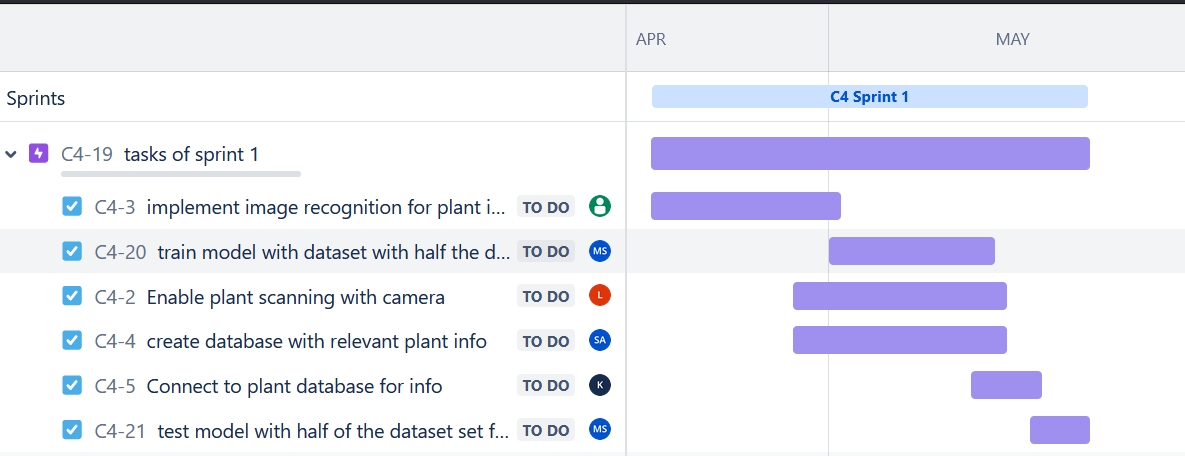 APR MAY
Sprints C4 Sprint 1
C4-19 tasks of sprint 1
C4-3 implement image recognition for plant i... TO DO
C4-20 train model with dataset with half the d... TO DO MS
C4-2 Enable plant scanning with camera TO DO L
C4-4 create database with relevant plant info TO DO SA
C4-5 Connect to plant database for info TO DO K
C4-21 test model with half of the dataset set f... TO DO MS